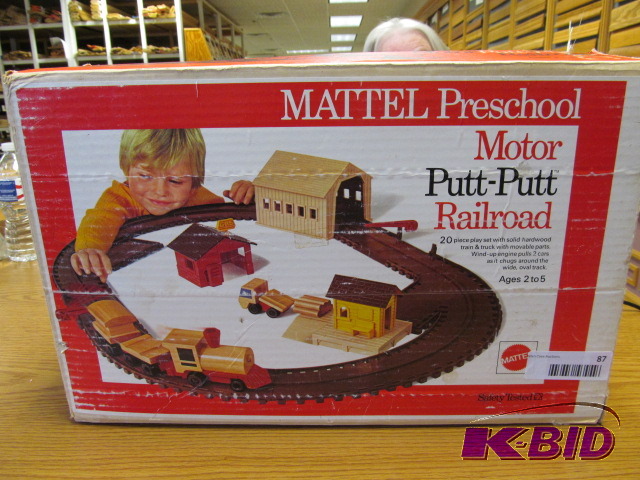 MATTEL Preschool
Motor
Putt-Putt™
Railroad
20 piece play set with solid hardwood
train & truck with movable parts.
Wind-up engine pulls 3 cars
as it chugs around the
wide, oval track.
Ages 2 to 5
MATTEL
87
Safety Tested
K-BID